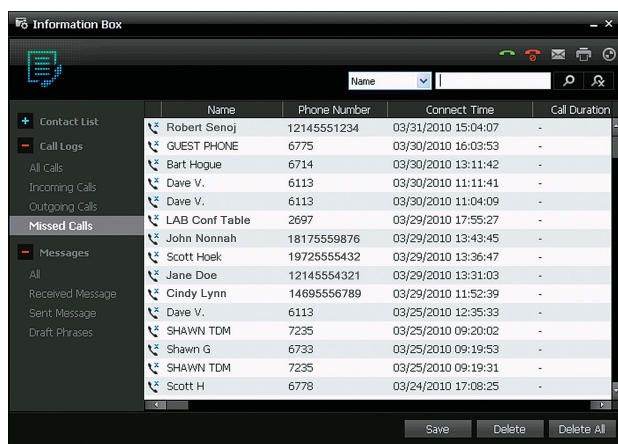 Information Box
Name
Name Phone Number Connect Time Call Duration
Contact List
Call Logs
All Calls
Incoming Calls
Outgoing Calls
Missed Calls
Messages
All
Received Message
Sent Message
Draft Phrases
Robert Senoj 12145551234 03/31/2010 15:04:07 -
GUEST PHONE 6775 03/30/2010 16:03:53 -
Bart Hogue 6714 03/30/2010 13:11:42 -
Dave V. 6113 03/30/2010 11:11:41 -
Dave V. 6113 03/30/2010 11:04:09 -
LAB Conf Table 2697 03/29/2010 17:55:27 -
John Nonnah 18175559876 03/29/2010 13:43:45 -
Scott Hoek 19725555432 03/29/2010 13:36:47 -
Jane Doe 12145554321 03/29/2010 13:31:03 -
Cindy Lynn 14695556789 03/29/2010 11:52:39 -
Dave V. 6113 03/25/2010 12:35:33 -
SHAWN TDM 7235 03/25/2010 09:20:02 -
Shawn G 6733 03/25/2010 09:19:53 -
SHAWN TDM 7235 03/25/2010 09:19:31 -
Scott H 6778 03/24/2010 17:08:25 -
Save Delete Delete All